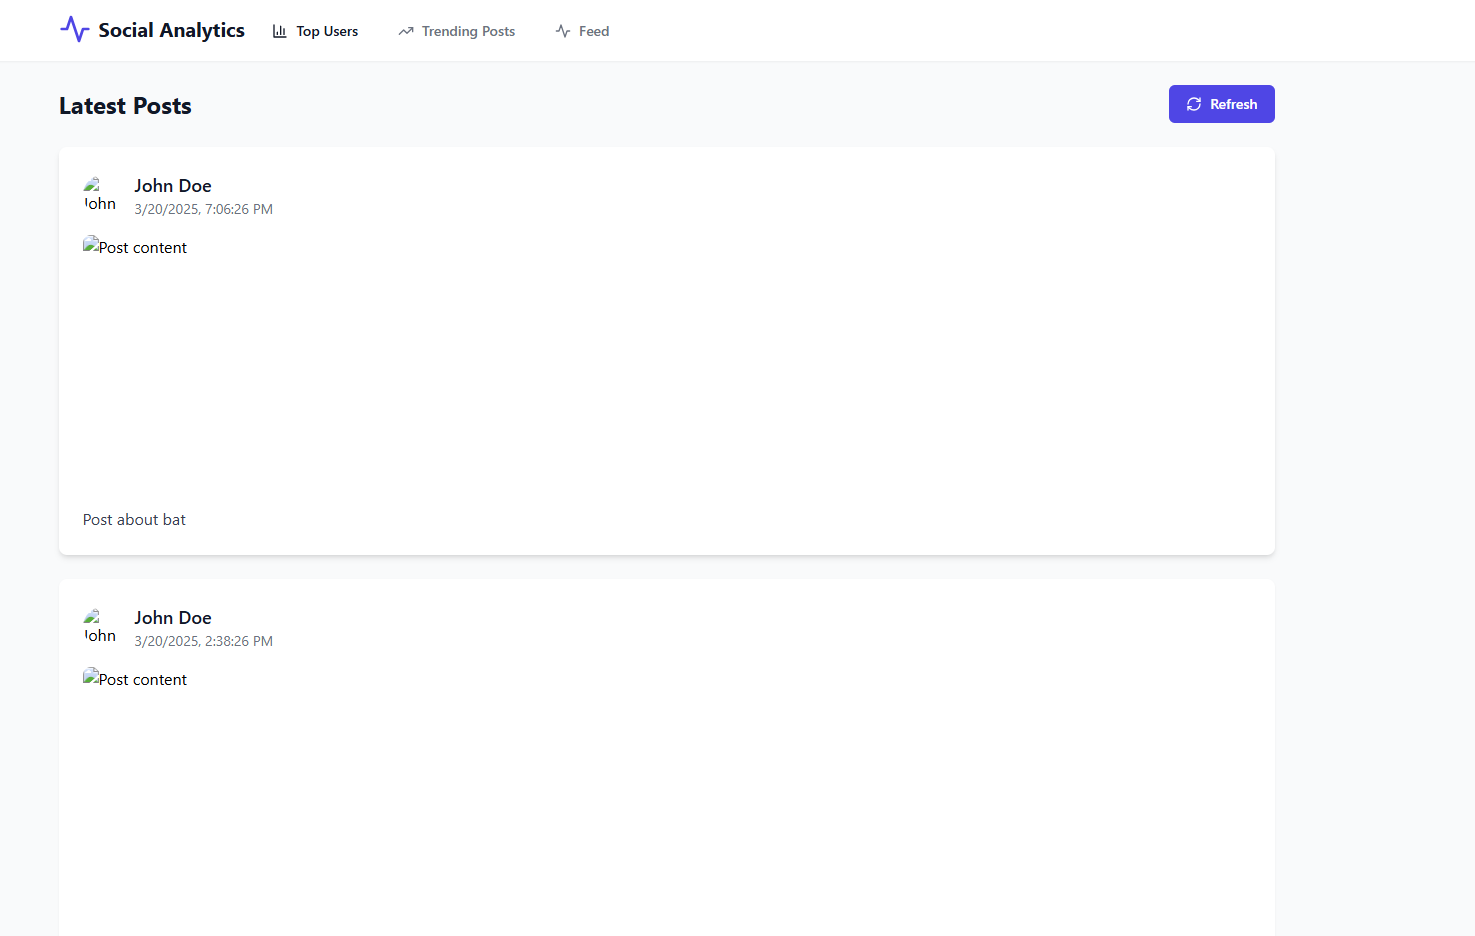 Social Analytics
Top Users
Trending Posts
Feed
Latest Posts
Refresh
John
John Doe
3/20/2025, 7:06:26 PM
Post content
Post about bat
John
John Doe
3/20/2025, 2:38:26 PM
Post content